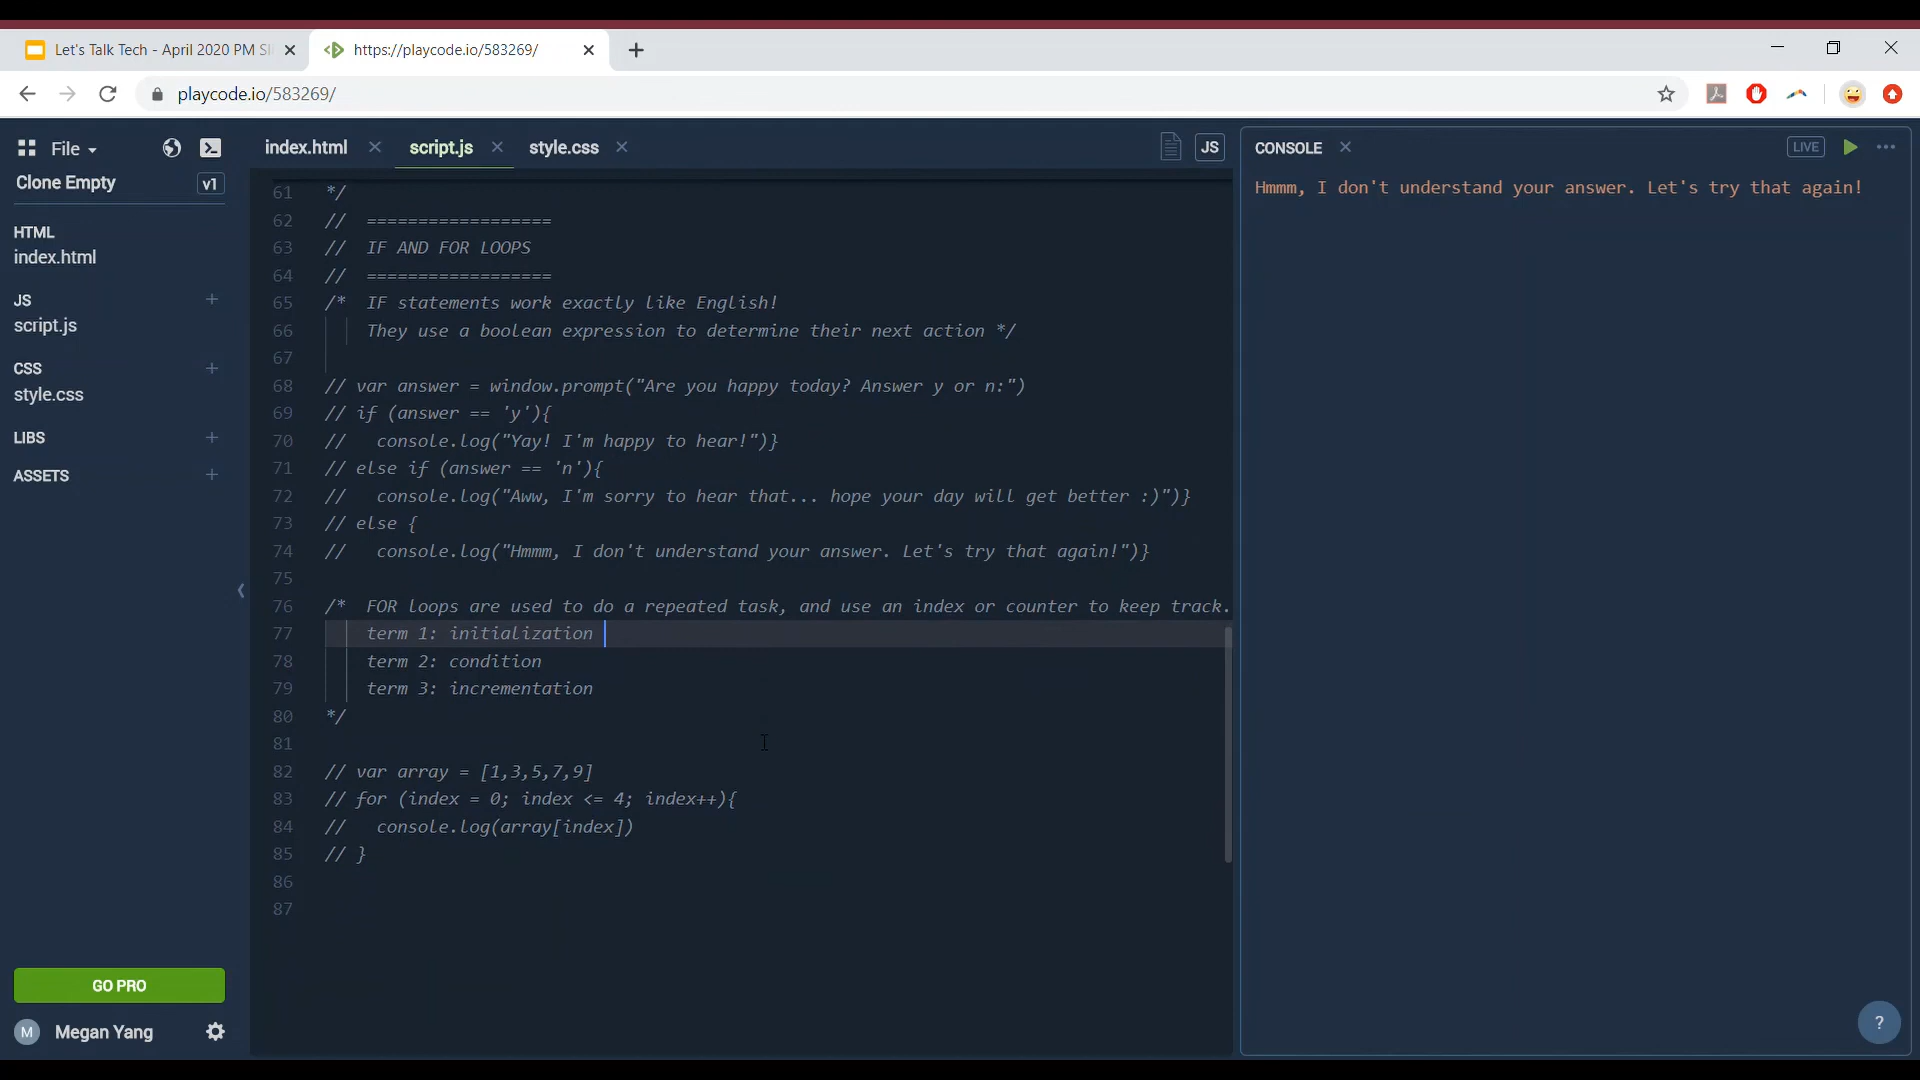 Let's Talk Tech - April 2020 PM Sl
https://playcode.io/583269/
playcode.io/583269/
File
Clone Empty
v1
HTML
index.html
JS
script.js
CSS
style.css
LIBS
ASSETS
GO PRO
M
Megan Yang
index.html
script.js
style.css
JS
61 */
62 // ==================
63 // IF AND FOR LOOPS
64 // ==================
65 /* IF statements work exactly like English!
66 They use a boolean expression to determine their next action */
67
68 // var answer = window.prompt("Are you happy today? Answer y or n:")
69 // if (answer == 'y'){
70 // console.log("Yay! I'm happy to hear!")}
71 // else if (answer == 'n'){
72 // console.log("Aww, I'm sorry to hear that... hope your day will get better :)")}
73 // else {
74 // console.log("Hmmm, I don't understand your answer. Let's try that again!")}
75
76 /* FOR loops are used to do a repeated task, and use an index or counter to keep track.
77 term 1: initialization
78 term 2: condition
79 term 3: incrementation
80 */
81
82 // var array = [1,3,5,7,9]
83 // for (index = 0; index <= 4; index++){
84 // console.log(array[index])
85 // }
86
87
CONSOLE
LIVE
Hmmm, I don't understand your answer. Let's try that again!
?